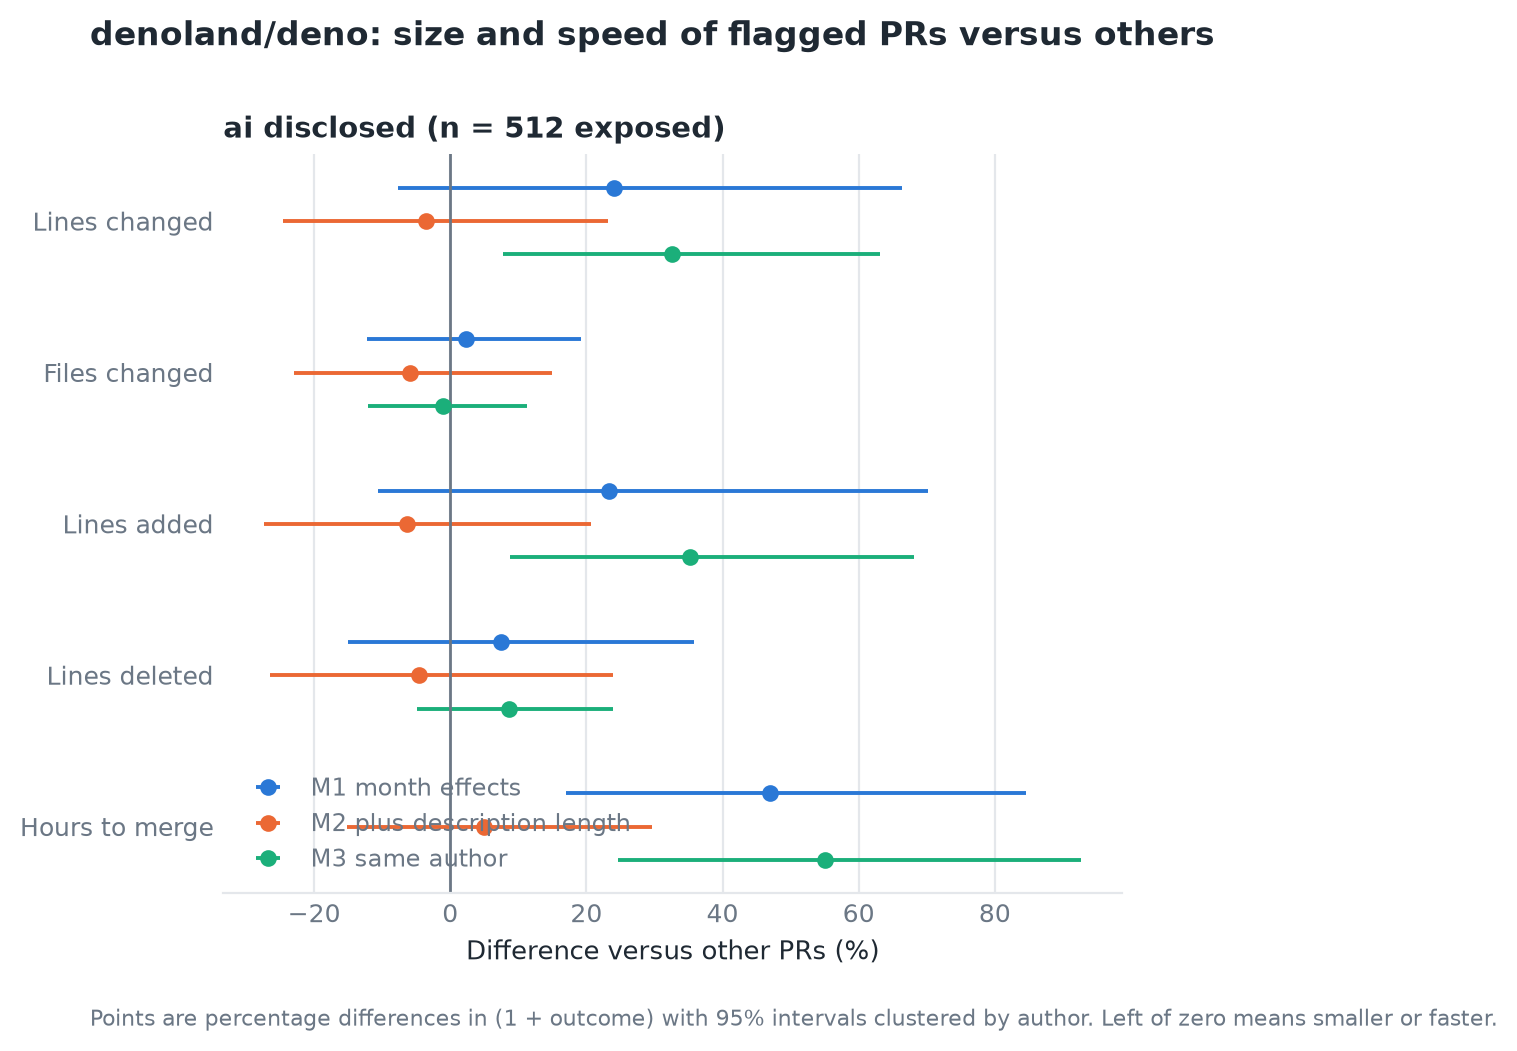 denoland/deno: size and speed of flagged PRs versus others
ai disclosed (n = 512 exposed)
Lines changed
Files changed
Lines added
Lines deleted
Hours to merge
M1 month effects
M2 plus description length
M3 same author
−20 0 20 40 60 80
Difference versus other PRs (%)
Points are percentage differences in (1 + outcome) with 95% intervals clustered by author. Left of zero means smaller or faster.